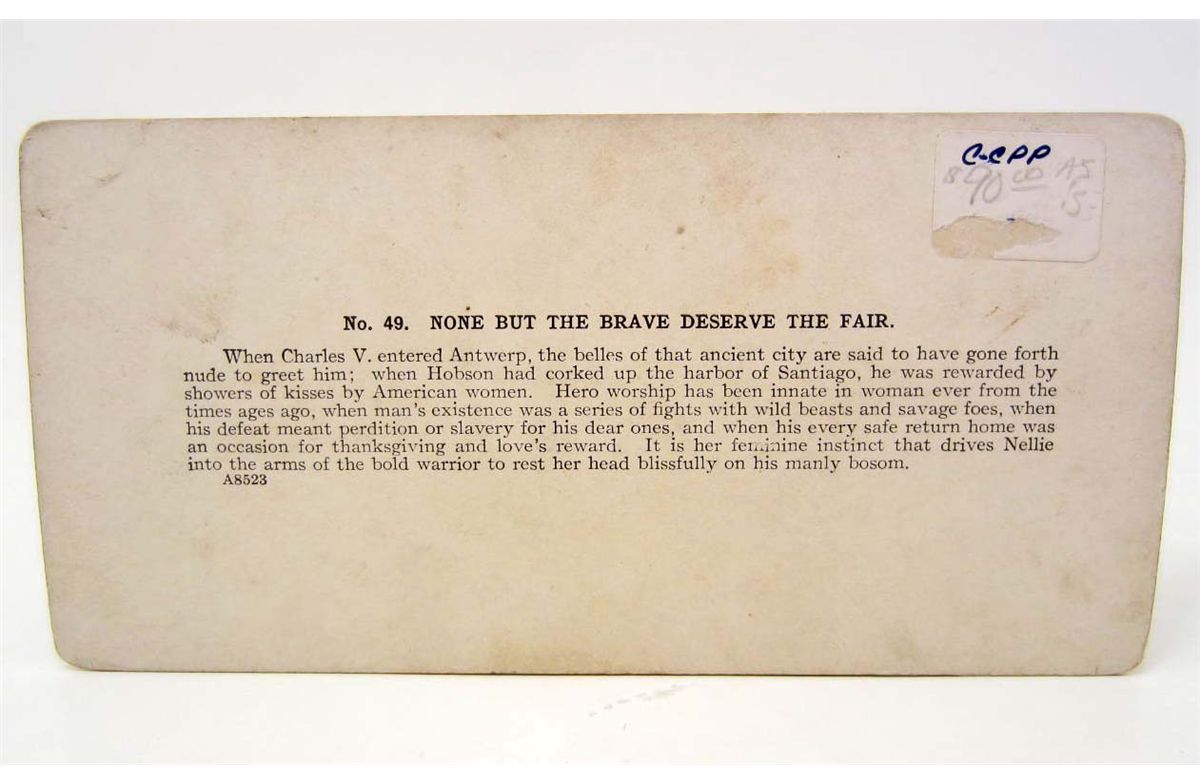 C-CPP
90 00
No. 49. NONE BUT THE BRAVE DESERVE THE FAIR.
When Charles V. entered Antwerp, the belles of that ancient city are said to have gone forth
nude to greet him; when Hobson had corked up the harbor of Santiago, he was rewarded by
showers of kisses by American women. Hero worship has been innate in woman ever from the
times ages ago, when man's existence was a series of fights with wild beasts and savage foes, when
his defeat meant perdition or slavery for his dear ones, and when his every safe return home was
an occasion for thanksgiving and love's reward. It is her feminine instinct that drives Nellie
into the arms of the bold warrior to rest her head blissfully on his manly bosom.
A8523